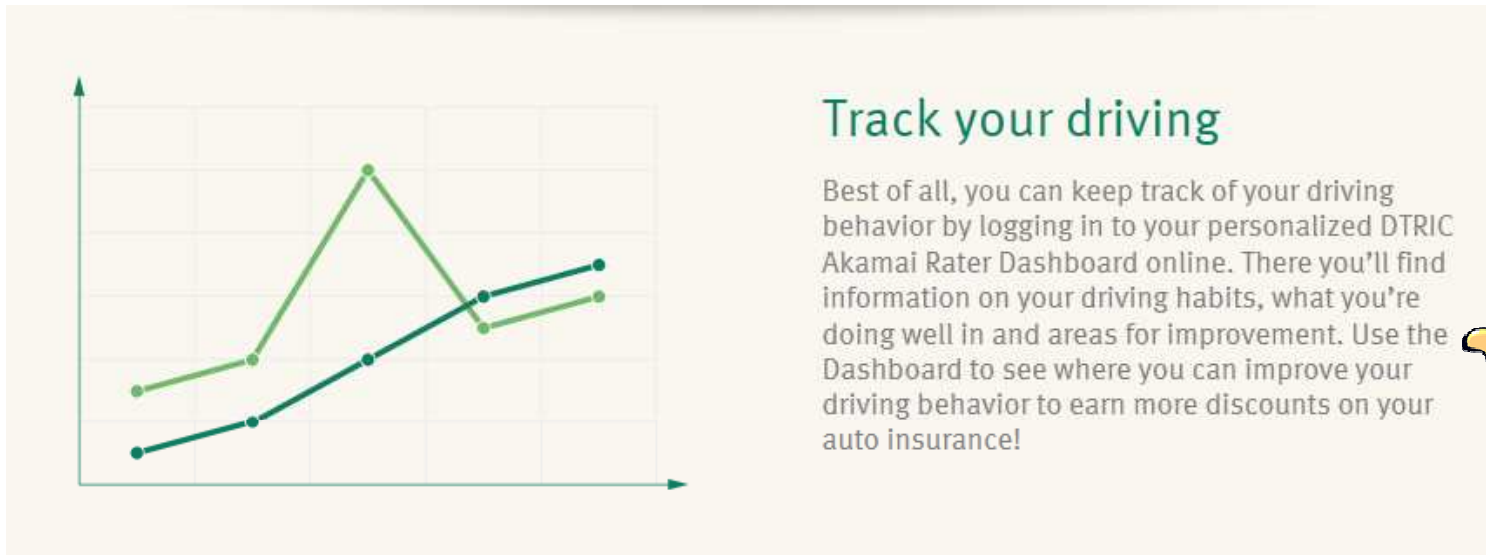 Track your driving
Best of all, you can keep track of your driving
behavior by logging in to your personalized DTRIC
Akamai Rater Dashboard online. There you’ll find
information on your driving habits, what you’re
doing well in and areas for improvement. Use the
Dashboard to see where you can improve your
driving behavior to earn more discounts on your
auto insurance!